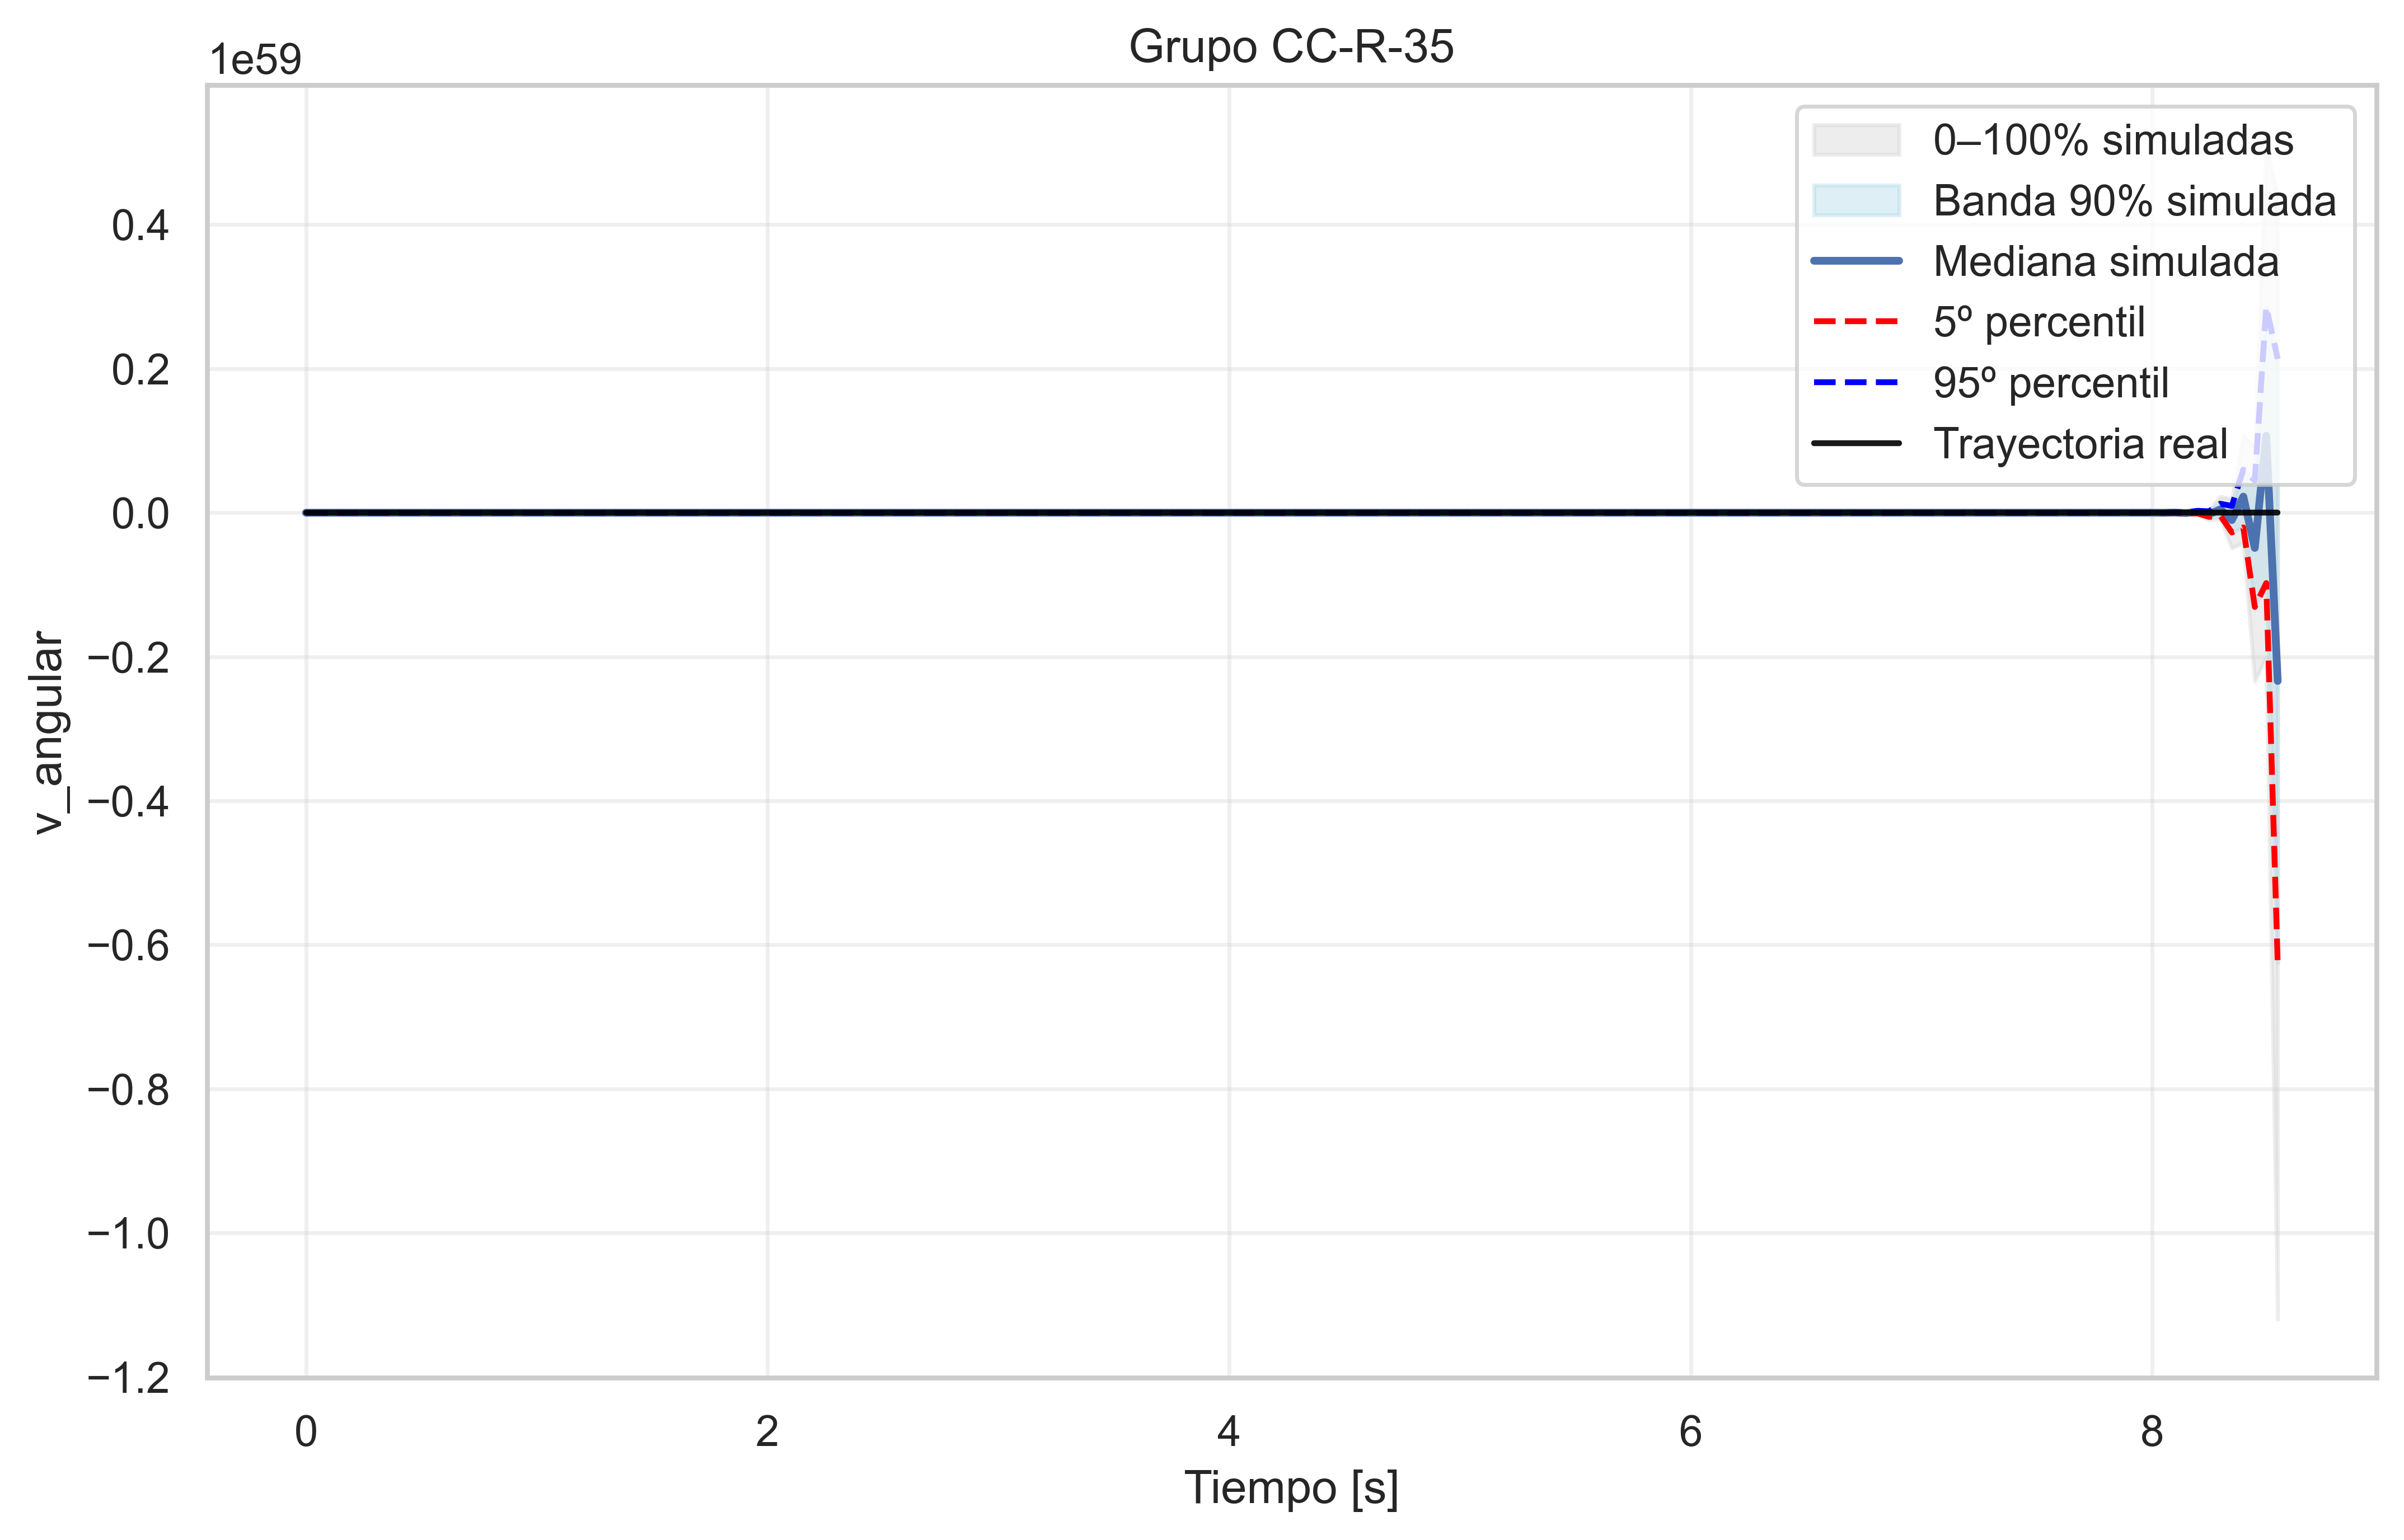 Grupo CC-R-35
1e59
0–100% simuladas
Banda 90% simulada
Mediana simulada
5º percentil
95º percentil
Trayectoria real
0.4
0.2
0.0
−0.2
−0.4
−0.6
−0.8
−1.0
−1.2
v_angular
0 2 4 6 8
Tiempo [s]